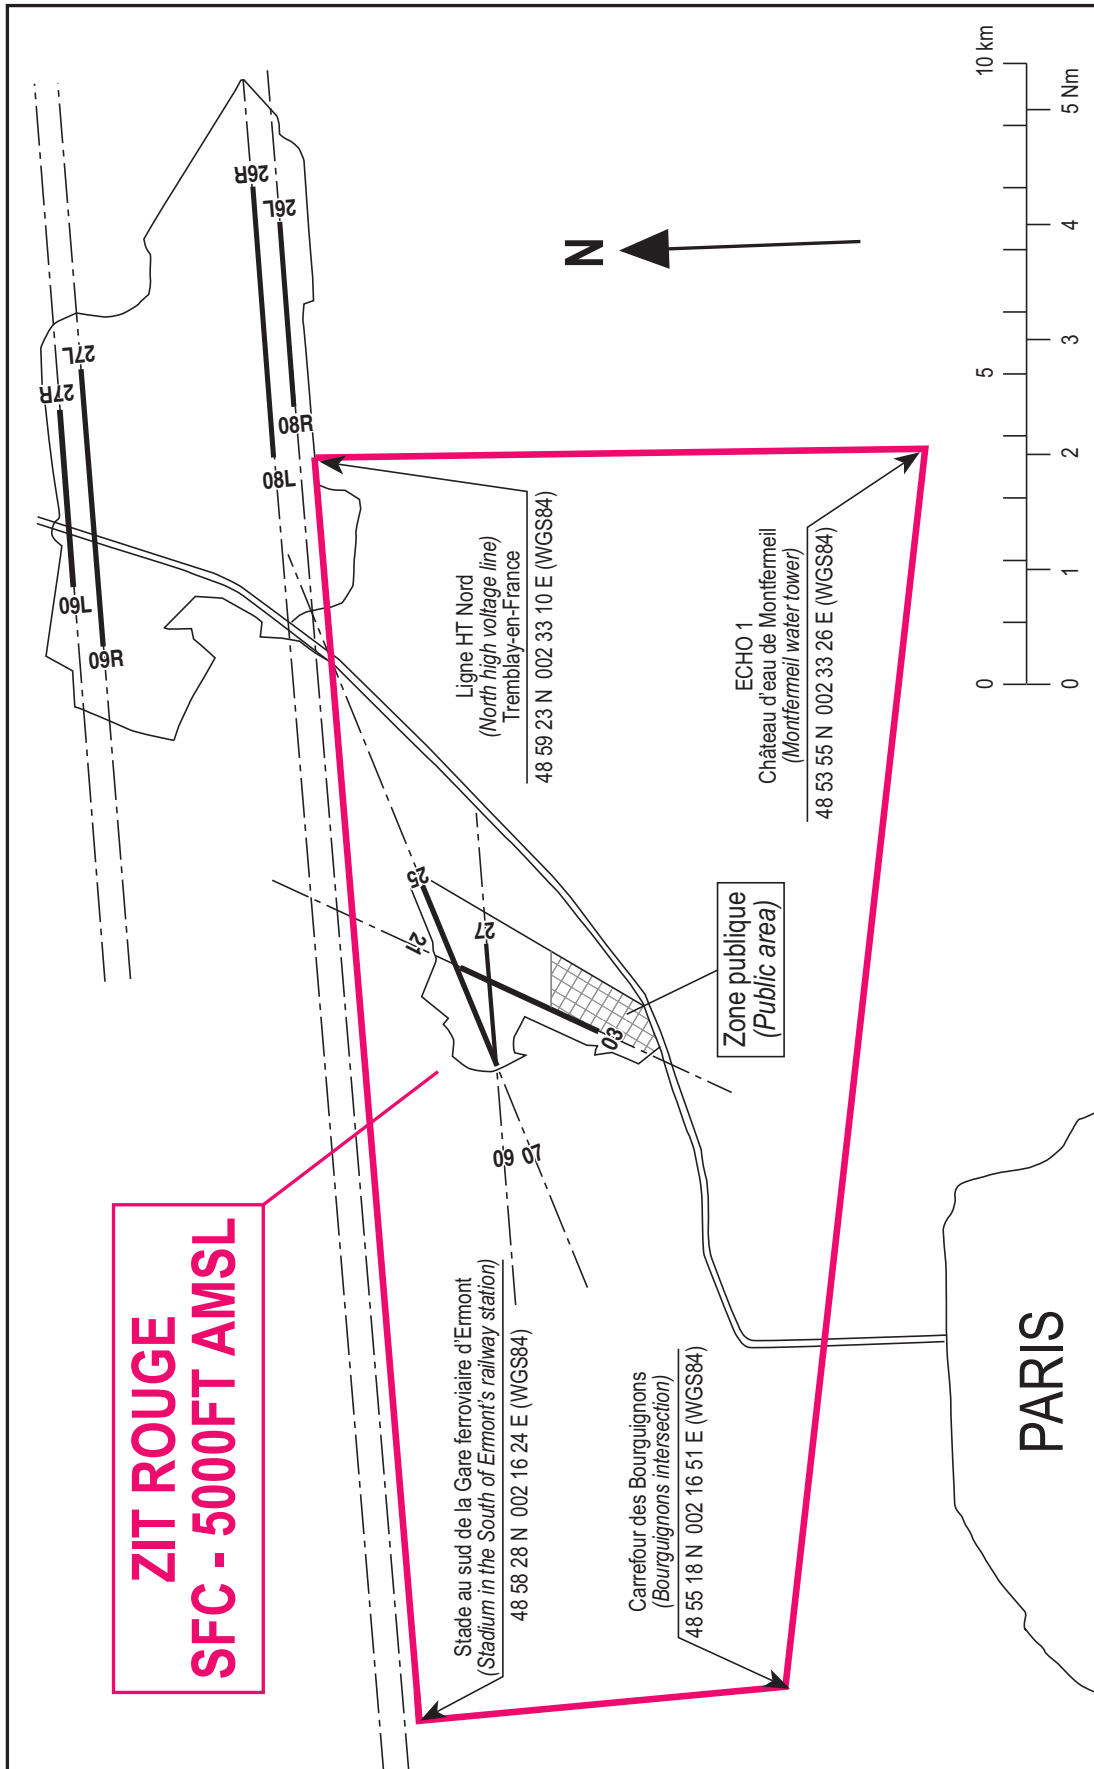 ZIT ROUGE
SFC - 5000FT AMSL
27R
27L
09L
09R
26R
26L
08L
08R
N
Ligne HT Nord
(North high voltage line)
Tremblay-en-France
48 59 23 N 002 33 10 E (WGS84)
21
25
27
03
09
07
Stade au sud de la Gare ferroviaire d'Ermont
(Stadium in the South of Ermont's railway station)
48 58 28 N 002 16 24 E (WGS84)
Carrefour des Bourguignons
(Bourguignons intersection)
48 55 18 N 002 16 51 E (WGS84)
Zone publique
(Public area)
ECHO 1
Château d'eau de Montfermeil
(Montfermeil water tower)
48 53 55 N 002 33 26 E (WGS84)
PARIS
0 5 10 km
0 1 2 3 4 5 Nm